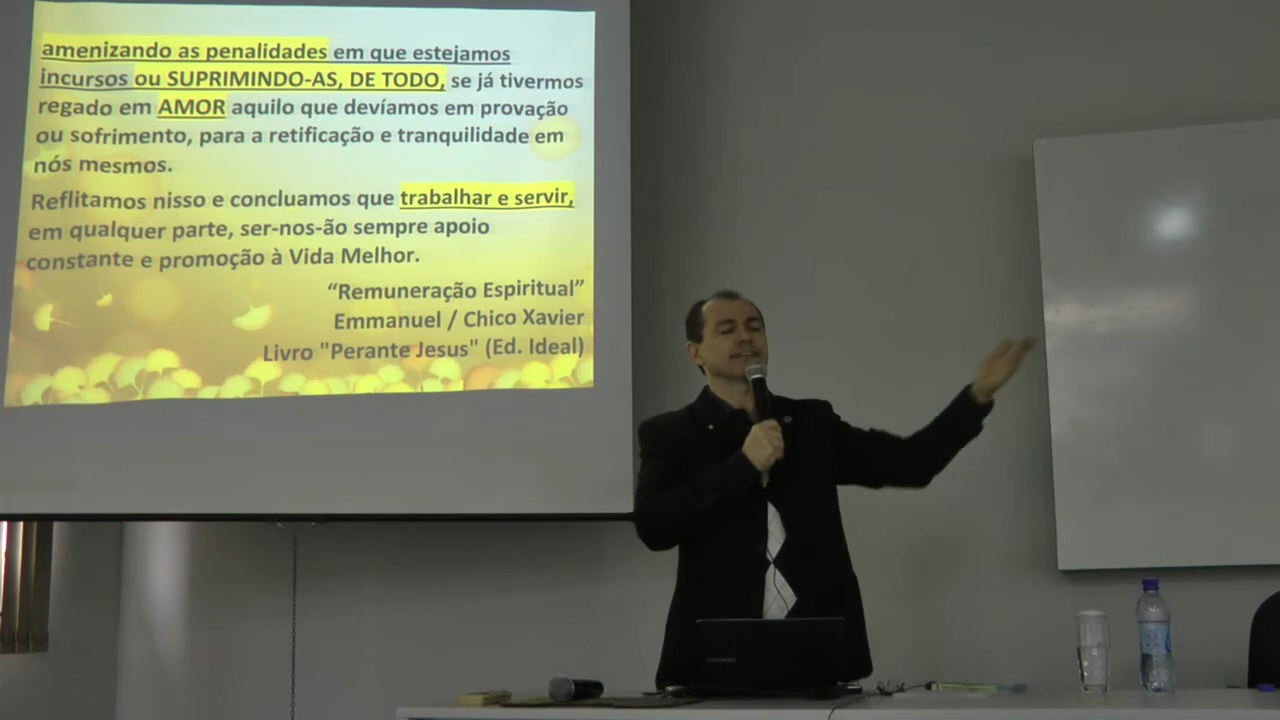 amenizando as penalidades em que estejamos
incursos ou SUPRIMINDO-AS, DE TODO, se já tivermos
regado em AMOR aquilo que devíamos em provação
ou sofrimento, para a retificação e tranquilidade em
nós mesmos.
Reflitamos nisso e concluamos que trabalhar e servir,
em qualquer parte, ser-nos-ão sempre apoio
constante e promoção à Vida Melhor.
“Remuneração Espiritual”
Emmanuel / Chico Xavier
Livro "Perante Jesus" (Ed. Ideal)